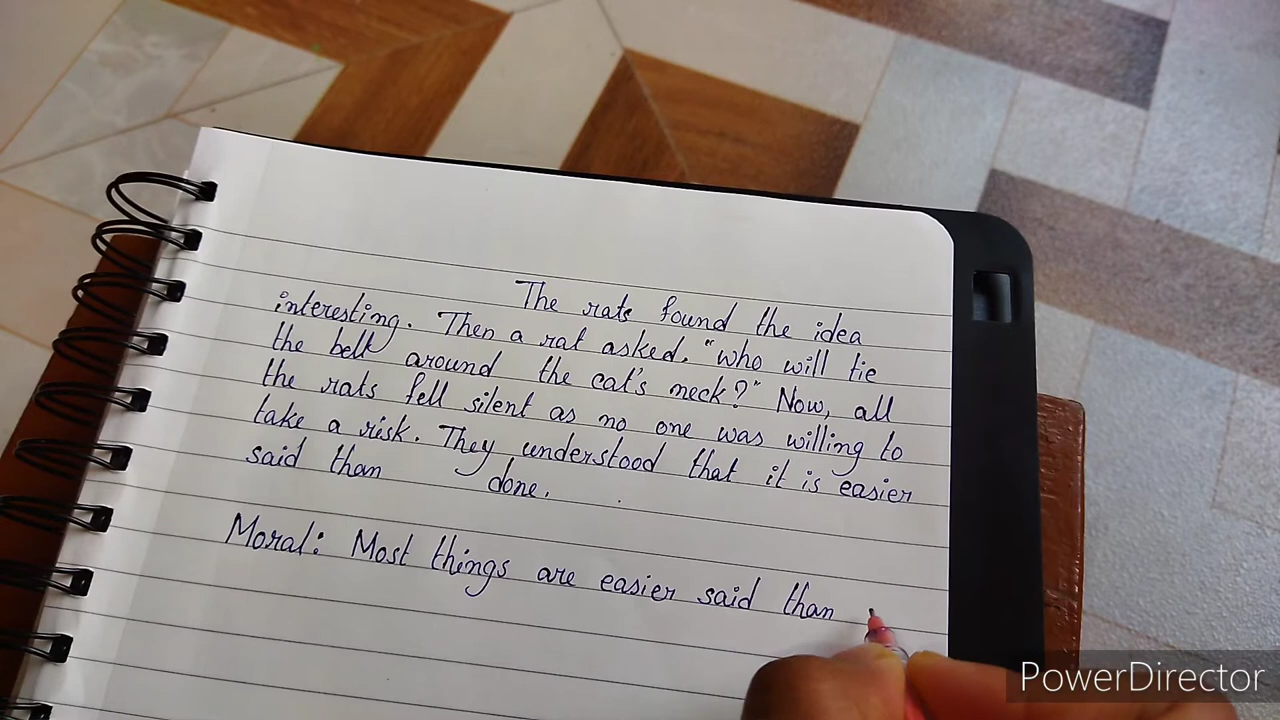 The rats found the idea
interesting. Then a rat asked. "who will tie
the bell around the cat's neck?" Now, all
the rats fell silent as no one was willing to
take a risk. They understood that it is easier
said than done.
Moral: Most things are easier said than
PowerDirector